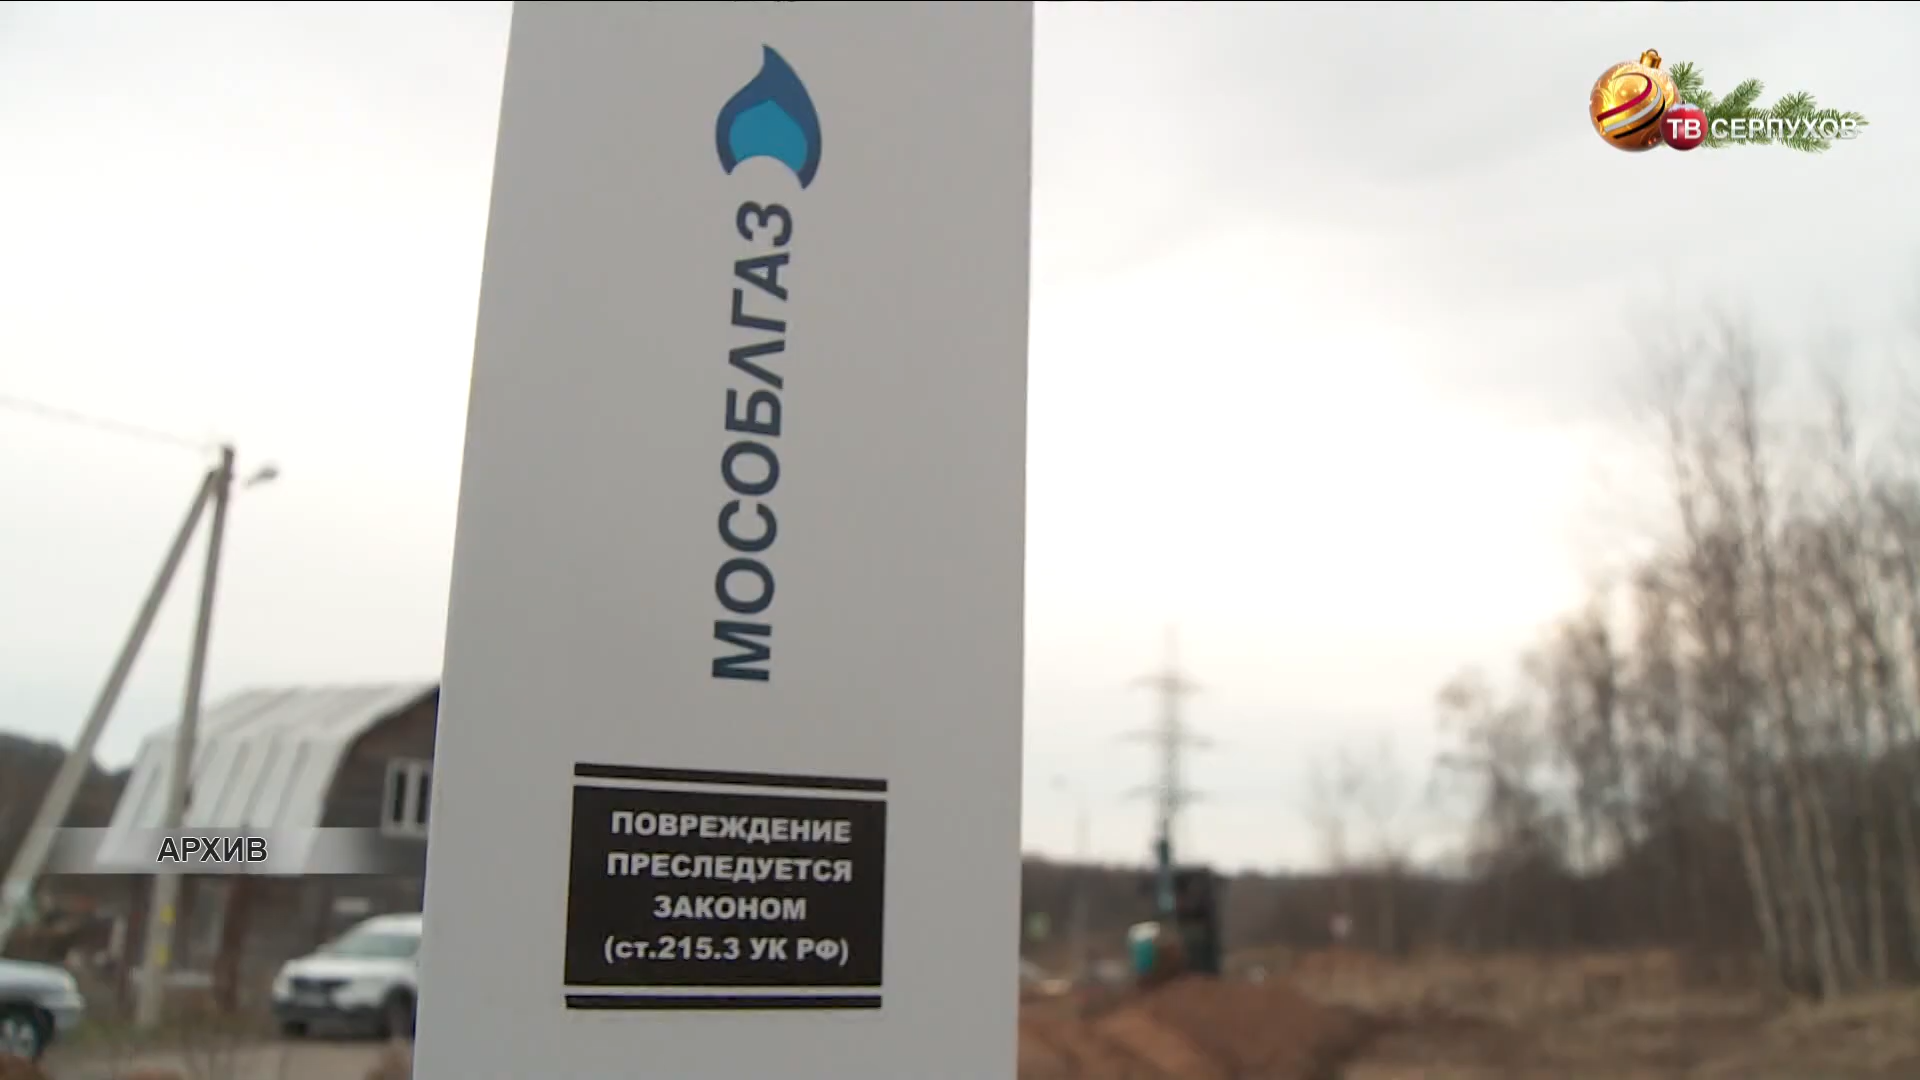 ТВ СЕРПУХОВ
МОСОБЛГАЗ
ПОВРЕЖДЕНИЕ
ПРЕСЛЕДУЕТСЯ
ЗАКОНОМ
(ст.215.3 УК РФ)
АРХИВ